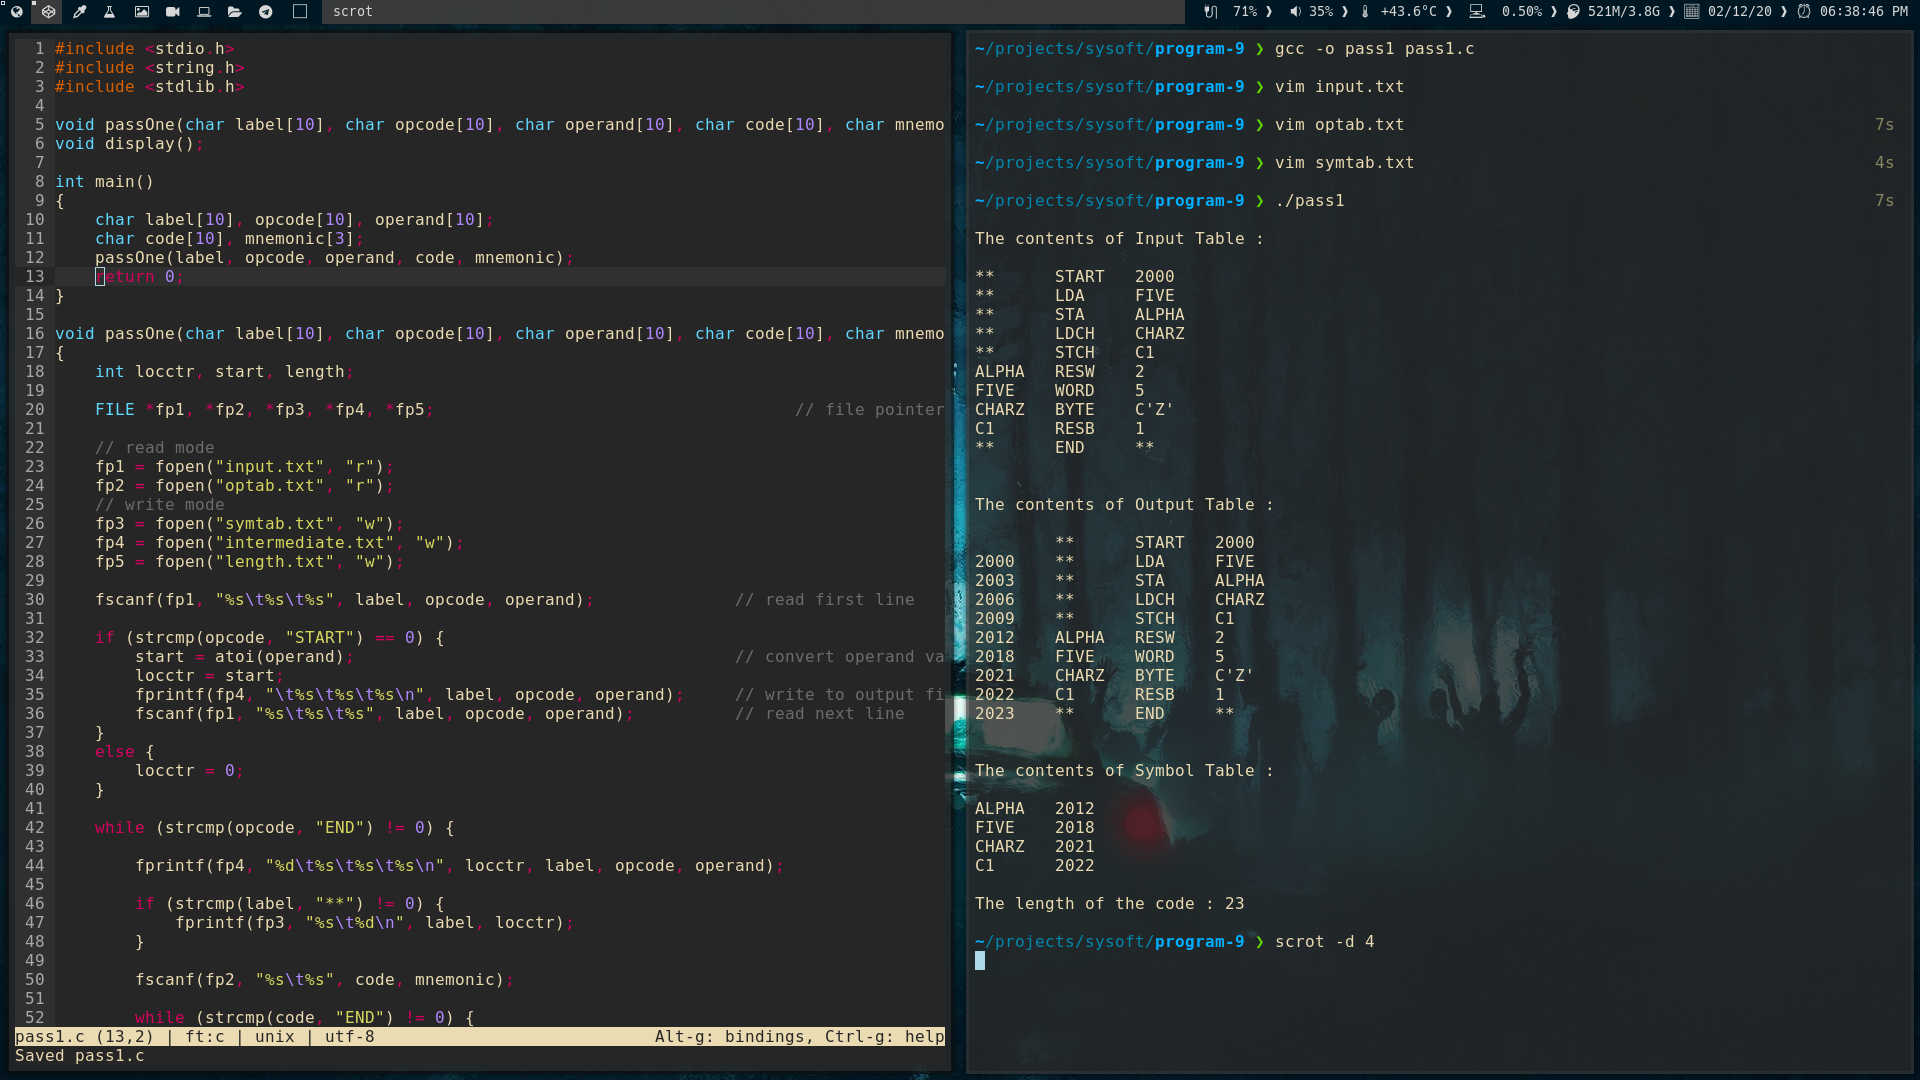 scrot
71% ❯ 35% ❯ +43.6°C ❯ 0.50% ❯ 521M/3.8G ❯ 02/12/20 ❯ 06:38:46 PM
1 #include <stdio.h>
2 #include <string.h>
3 #include <stdlib.h>
4
5 void passOne(char label[10], char opcode[10], char operand[10], char code[10], char mnemo
6 void display();
7
8 int main()
9 {
10     char label[10], opcode[10], operand[10];
11     char code[10], mnemonic[3];
12     passOne(label, opcode, operand, code, mnemonic);
13     return 0;
14 }
15
16 void passOne(char label[10], char opcode[10], char operand[10], char code[10], char mnemo
17 {
18     int locctr, start, length;
19
20     FILE *fp1, *fp2, *fp3, *fp4, *fp5; // file pointer
21
22     // read mode
23     fp1 = fopen("input.txt", "r");
24     fp2 = fopen("optab.txt", "r");
25     // write mode
26     fp3 = fopen("symtab.txt", "w");
27     fp4 = fopen("intermediate.txt", "w");
28     fp5 = fopen("length.txt", "w");
29
30     fscanf(fp1, "%s\t%s\t%s", label, opcode, operand); // read first line
31
32     if (strcmp(opcode, "START") == 0) {
33         start = atoi(operand); // convert operand va
34         locctr = start;
35         fprintf(fp4, "\t%s\t%s\t%s\n", label, opcode, operand); // write to output fi
36         fscanf(fp1, "%s\t%s\t%s", label, opcode, operand); // read next line
37     }
38     else {
39         locctr = 0;
40     }
41
42     while (strcmp(opcode, "END") != 0) {
43
44         fprintf(fp4, "%d\t%s\t%s\t%s\n", locctr, label, opcode, operand);
45
46         if (strcmp(label, "**") != 0) {
47             fprintf(fp3, "%s\t%d\n", label, locctr);
48         }
49
50         fscanf(fp2, "%s\t%s", code, mnemonic);
51
52         while (strcmp(code, "END") != 0) {
pass1.c (13,2) | ft:c | unix | utf-8 Alt-g: bindings, Ctrl-g: help
Saved pass1.c
~/projects/sysoft/program-9 ❯ gcc -o pass1 pass1.c
~/projects/sysoft/program-9 ❯ vim input.txt
~/projects/sysoft/program-9 ❯ vim optab.txt 7s
~/projects/sysoft/program-9 ❯ vim symtab.txt 4s
~/projects/sysoft/program-9 ❯ ./pass1 7s
The contents of Input Table :
** START 2000
** LDA FIVE
** STA ALPHA
** LDCH CHARZ
** STCH C1
ALPHA RESW 2
FIVE WORD 5
CHARZ BYTE C'Z'
C1 RESB 1
** END **
The contents of Output Table :
** START 2000
2000 ** LDA FIVE
2003 ** STA ALPHA
2006 ** LDCH CHARZ
2009 ** STCH C1
2012 ALPHA RESW 2
2018 FIVE WORD 5
2021 CHARZ BYTE C'Z'
2022 C1 RESB 1
2023 ** END **
The contents of Symbol Table :
ALPHA 2012
FIVE 2018
CHARZ 2021
C1 2022
The length of the code : 23
~/projects/sysoft/program-9 ❯ scrot -d 4